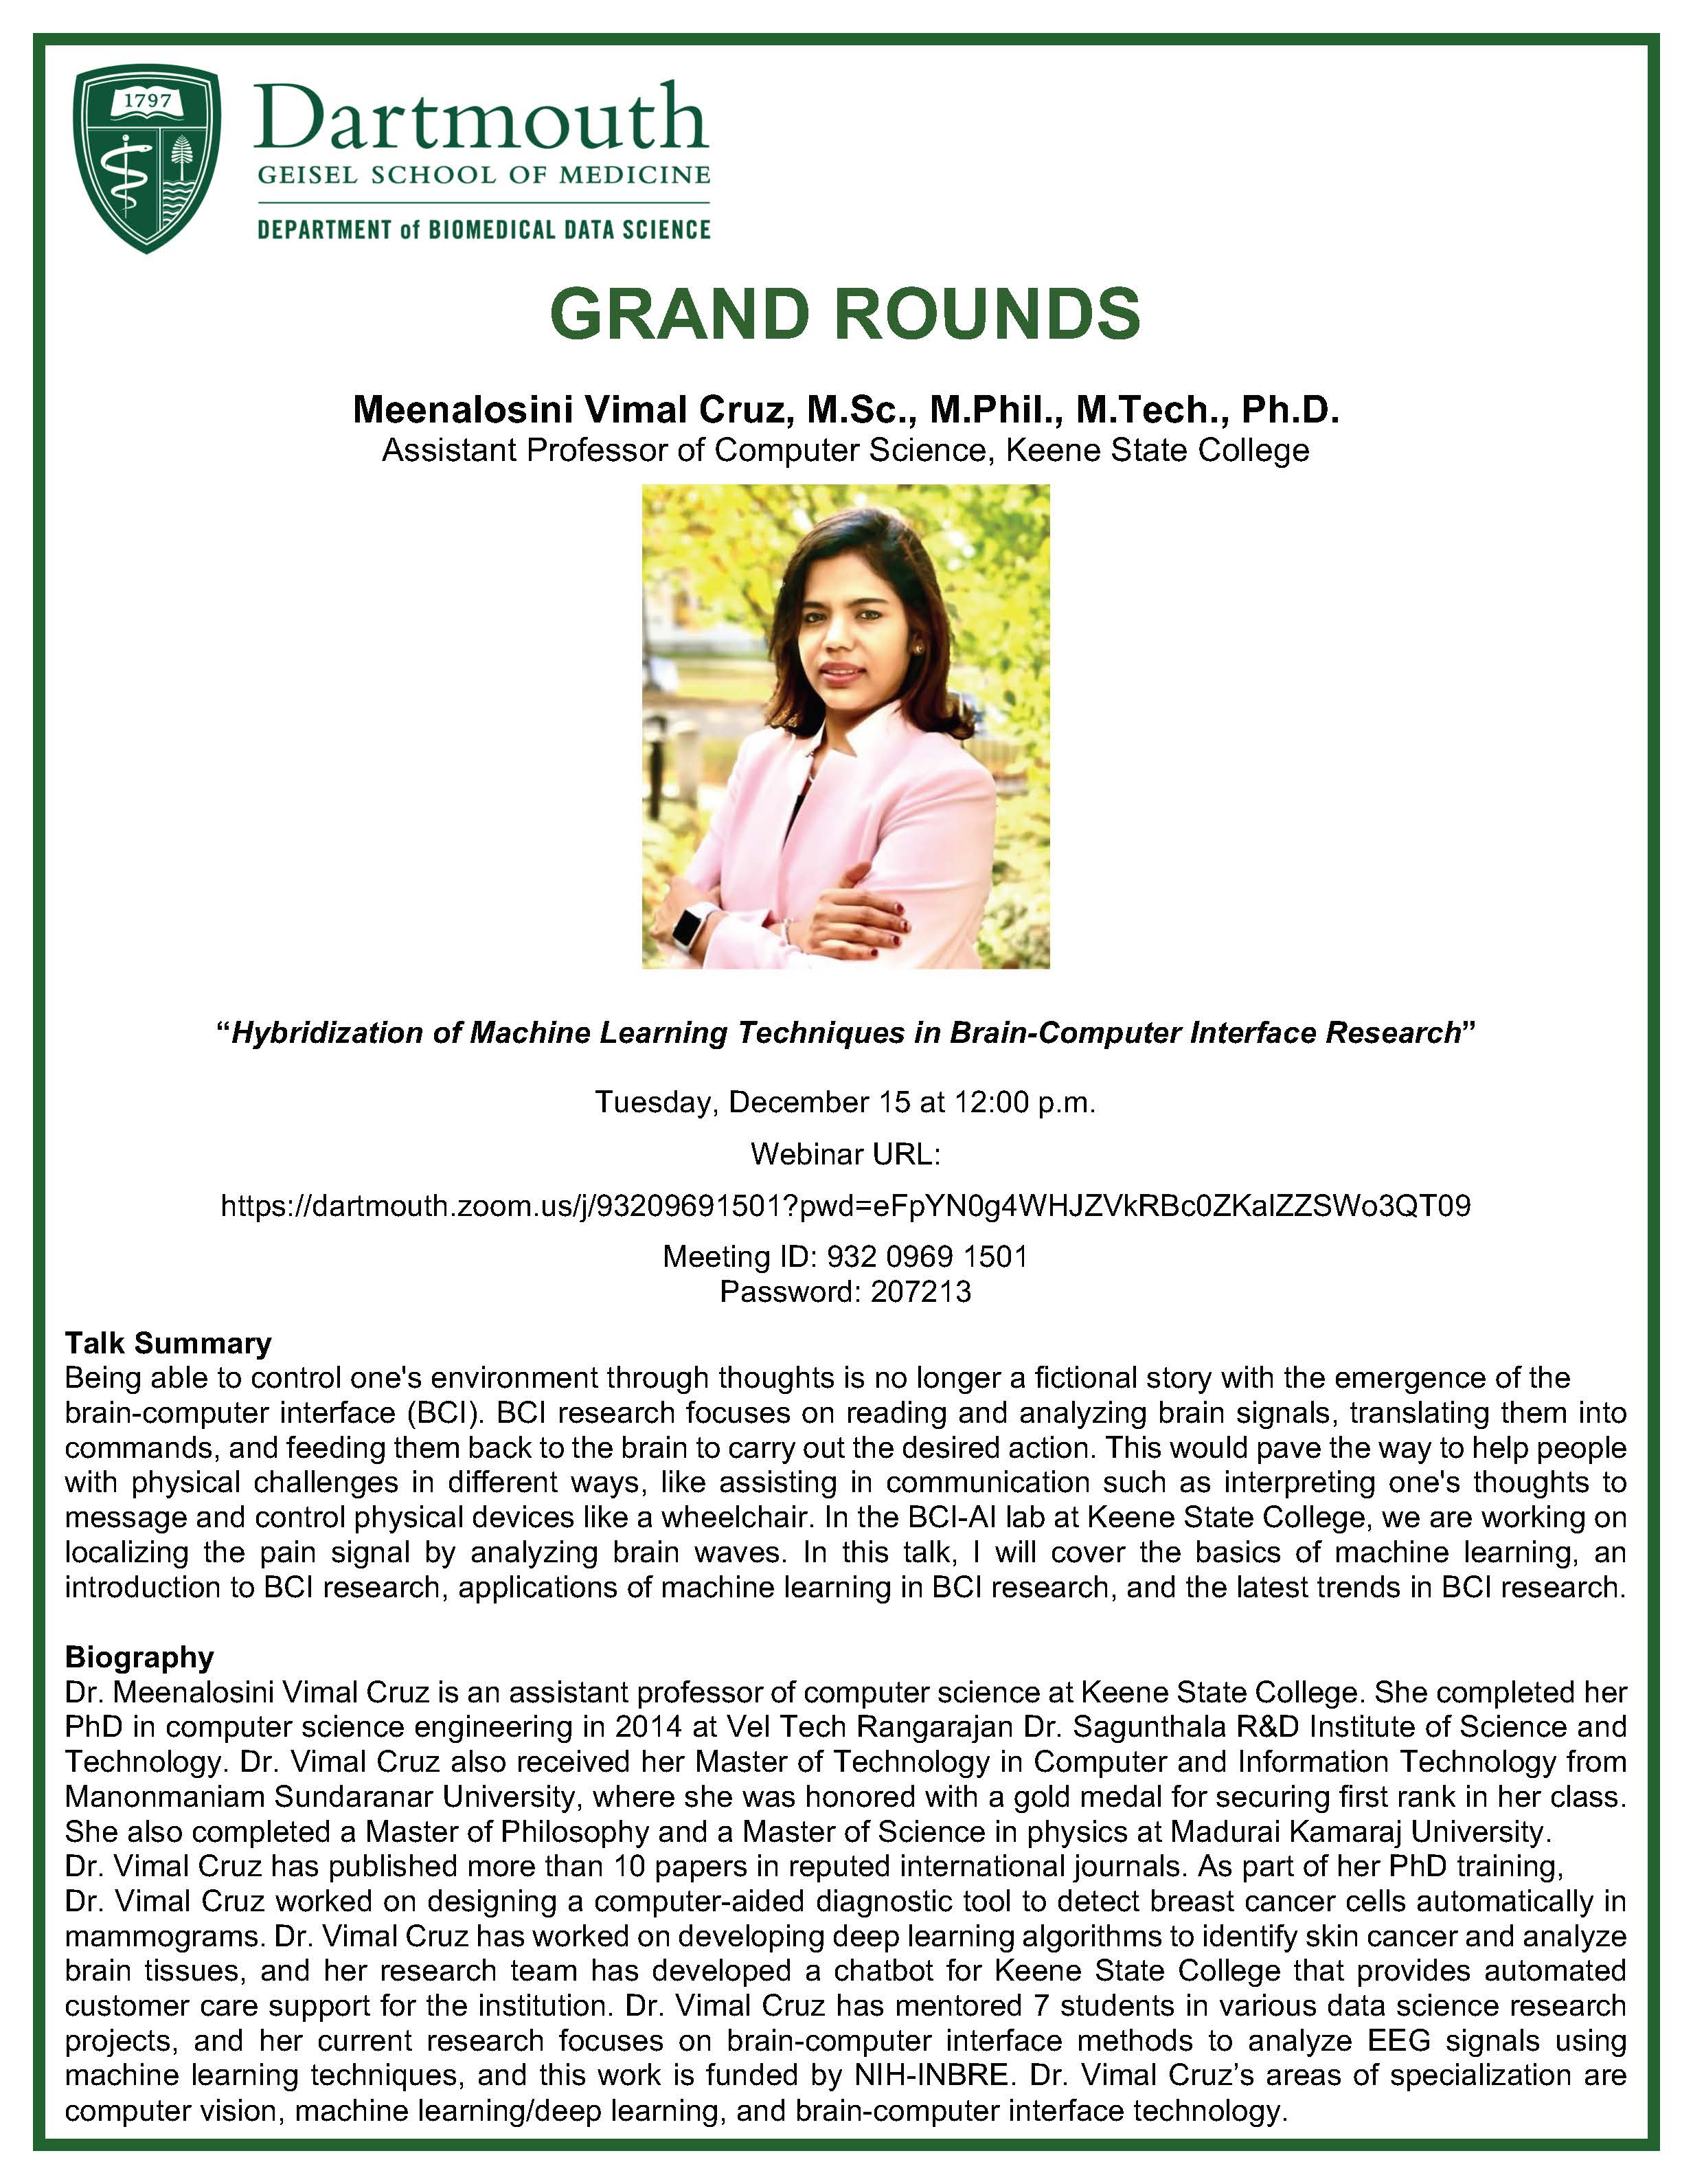 1797
Dartmouth
GEISEL SCHOOL OF MEDICINE
DEPARTMENT of BIOMEDICAL DATA SCIENCE
GRAND ROUNDS
Meenalosini Vimal Cruz, M.Sc., M.Phil., M.Tech., Ph.D.
Assistant Professor of Computer Science, Keene State College
“Hybridization of Machine Learning Techniques in Brain-Computer Interface Research”
Tuesday, December 15 at 12:00 p.m.
Webinar URL:
https://dartmouth.zoom.us/j/93209691501?pwd=eFpYN0g4WHJZVkRBc0ZKalZZSWo3QT09
Meeting ID: 932 0969 1501
Password: 207213
Talk Summary
Being able to control one's environment through thoughts is no longer a fictional story with the emergence of the
brain-computer interface (BCI). BCI research focuses on reading and analyzing brain signals, translating them into
commands, and feeding them back to the brain to carry out the desired action. This would pave the way to help people
with physical challenges in different ways, like assisting in communication such as interpreting one's thoughts to
message and control physical devices like a wheelchair. In the BCI-AI lab at Keene State College, we are working on
localizing the pain signal by analyzing brain waves. In this talk, I will cover the basics of machine learning, an
introduction to BCI research, applications of machine learning in BCI research, and the latest trends in BCI research.
Biography
Dr. Meenalosini Vimal Cruz is an assistant professor of computer science at Keene State College. She completed her
PhD in computer science engineering in 2014 at Vel Tech Rangarajan Dr. Sagunthala R&D Institute of Science and
Technology. Dr. Vimal Cruz also received her Master of Technology in Computer and Information Technology from
Manonmaniam Sundaranar University, where she was honored with a gold medal for securing first rank in her class.
She also completed a Master of Philosophy and a Master of Science in physics at Madurai Kamaraj University.
Dr. Vimal Cruz has published more than 10 papers in reputed international journals. As part of her PhD training,
Dr. Vimal Cruz worked on designing a computer-aided diagnostic tool to detect breast cancer cells automatically in
mammograms. Dr. Vimal Cruz has worked on developing deep learning algorithms to identify skin cancer and analyze
brain tissues, and her research team has developed a chatbot for Keene State College that provides automated
customer care support for the institution. Dr. Vimal Cruz has mentored 7 students in various data science research
projects, and her current research focuses on brain-computer interface methods to analyze EEG signals using
machine learning techniques, and this work is funded by NIH-INBRE. Dr. Vimal Cruz’s areas of specialization are
computer vision, machine learning/deep learning, and brain-computer interface technology.